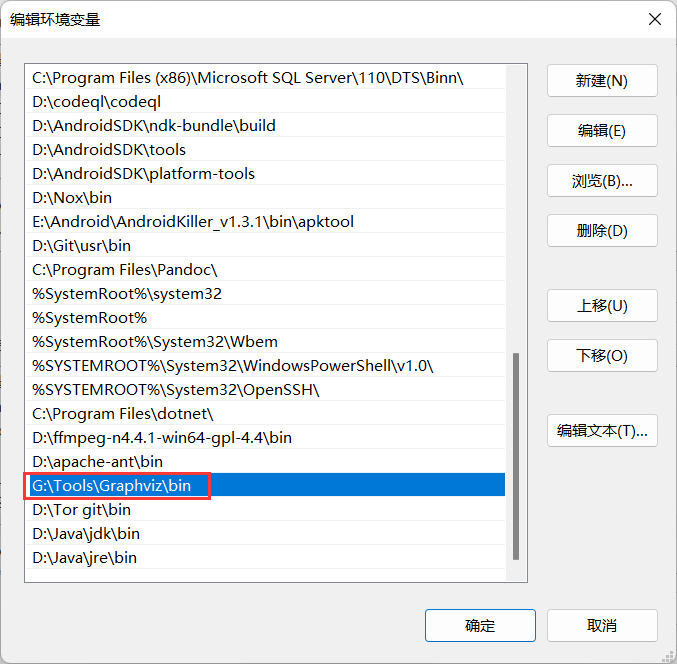 编辑环境变量
C:\Program Files (x86)\Microsoft SQL Server\110\DTS\Binn\
D:\codeql\codeql
D:\AndroidSDK\ndk-bundle\build
D:\AndroidSDK\tools
D:\AndroidSDK\platform-tools
D:\Nox\bin
E:\Android\AndroidKiller_v1.3.1\bin\apktool
D:\Git\usr\bin
C:\Program Files\Pandoc\
%SystemRoot%\system32
%SystemRoot%
%SystemRoot%\System32\Wbem
%SYSTEMROOT%\System32\WindowsPowerShell\v1.0\
%SYSTEMROOT%\System32\OpenSSH\
C:\Program Files\dotnet\
D:\ffmpeg-n4.4.1-win64-gpl-4.4\bin
D:\apache-ant\bin
G:\Tools\Graphviz\bin
D:\Tor git\bin
D:\Java\jdk\bin
D:\Java\jre\bin
新建(N)
编辑(E)
浏览(B)...
删除(D)
上移(U)
下移(O)
编辑文本(T)...
确定
取消